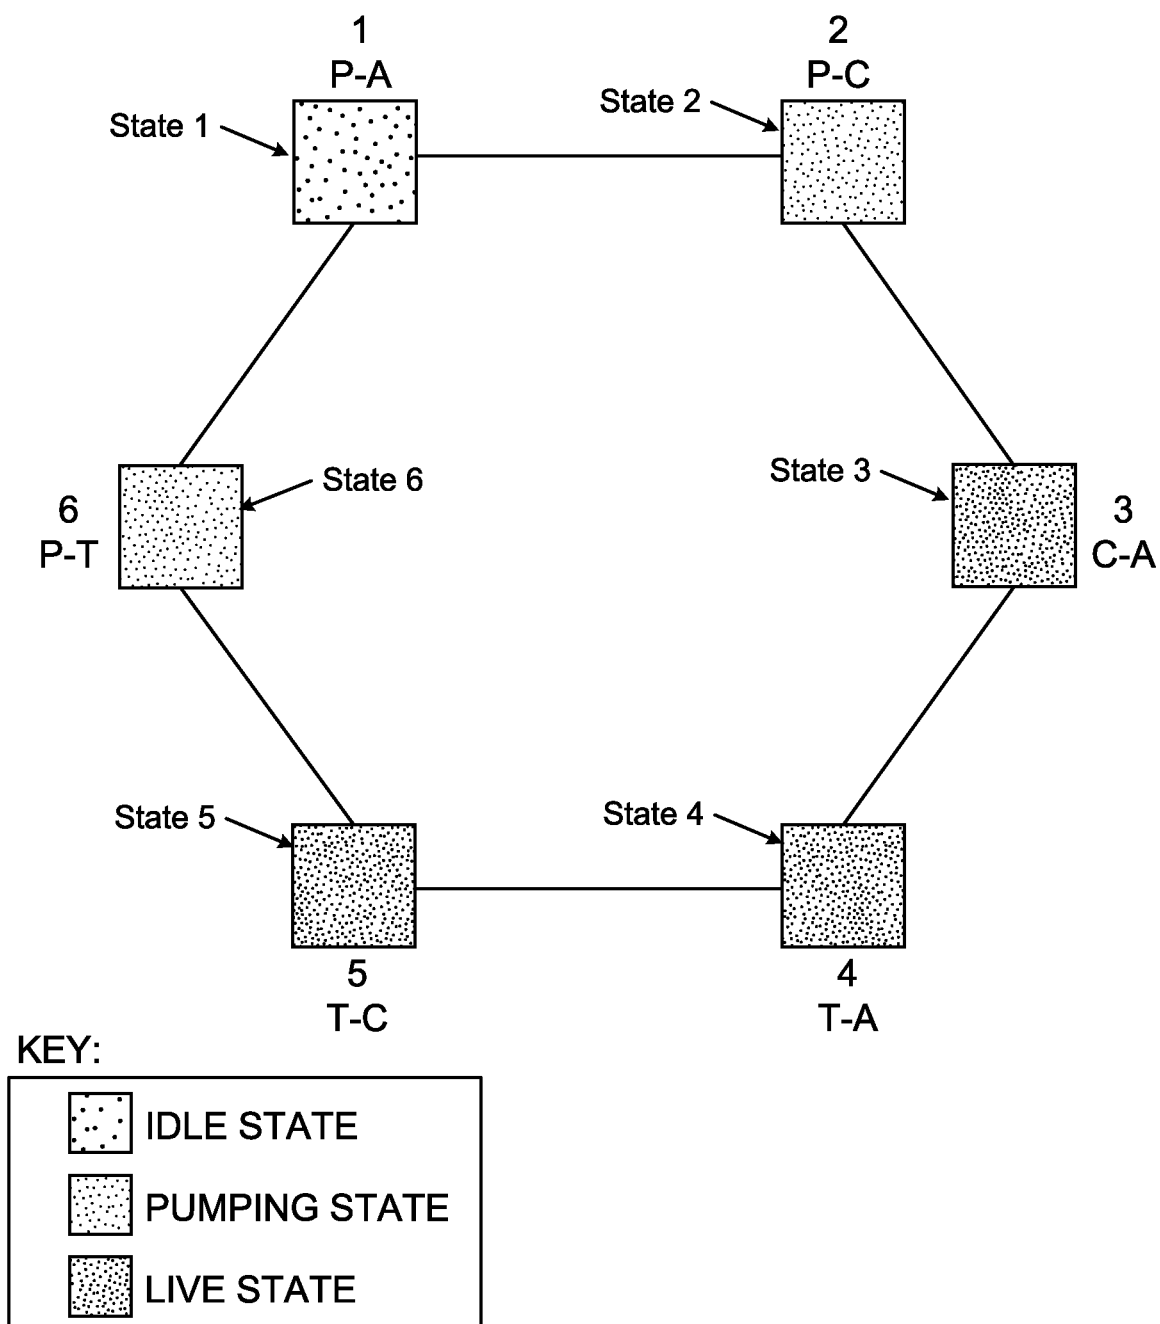 1
P-A
2
P-C
State 1
State 2
State 6
State 3
6
P-T
3
C-A
State 5
State 4
5
T-C
4
T-A
KEY:
IDLE STATE
PUMPING STATE
LIVE STATE